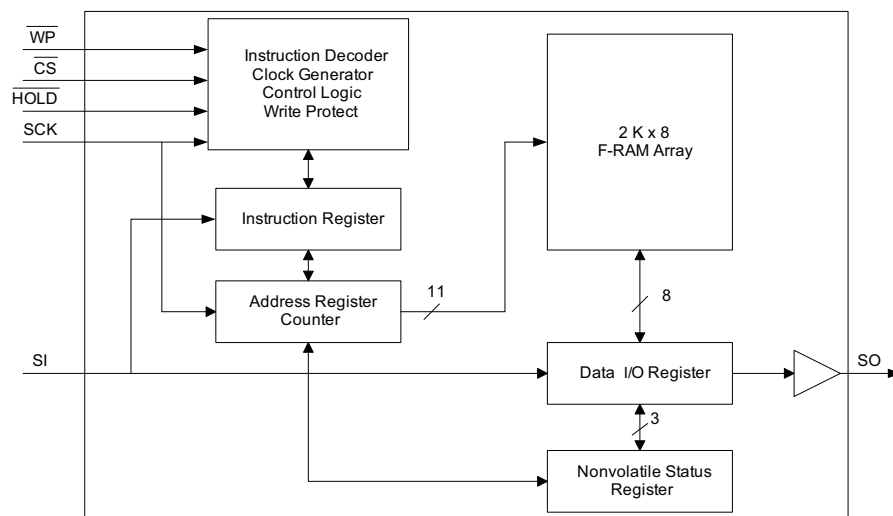 WP
CS
HOLD
SCK
Instruction Decoder
Clock Generator
Control Logic
Write Protect
2 K x 8
F-RAM Array
Instruction Register
Address Register
Counter
11
8
SI
Data I/O Register
SO
3
Nonvolatile Status
Register